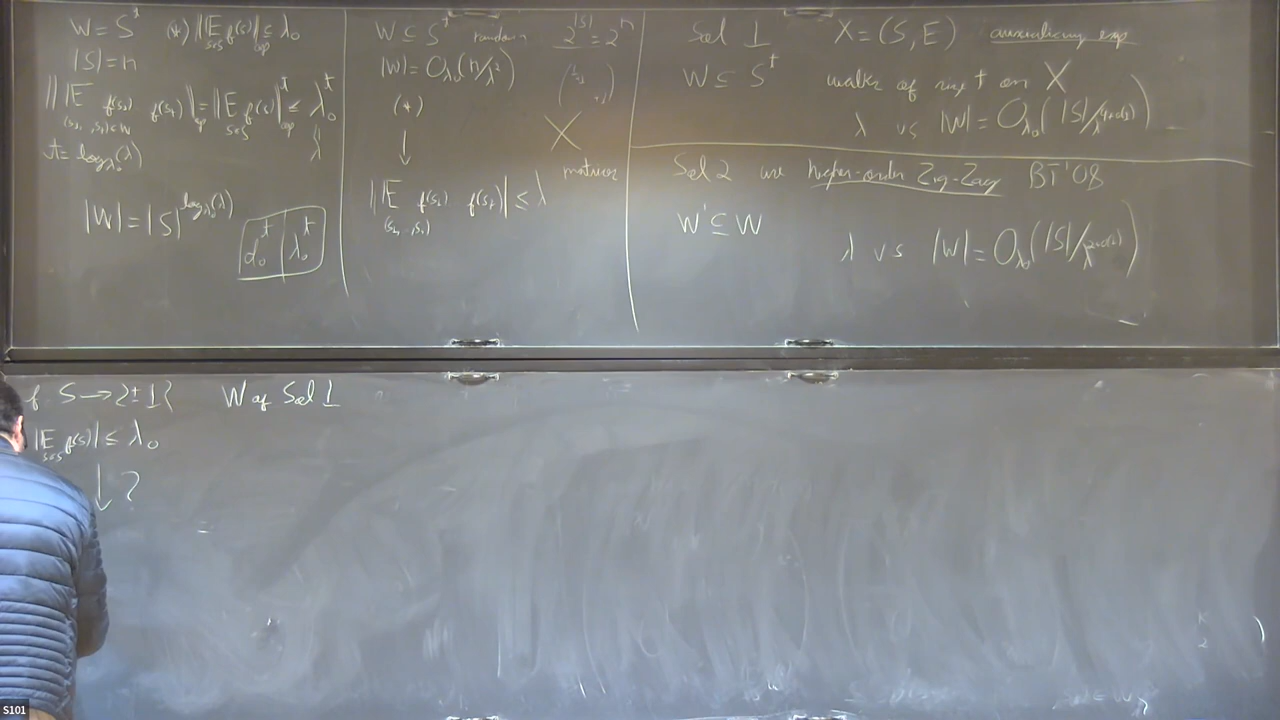 W = S^t (*) ‖E_{s∈S} f(s)‖_op ≤ λ_0
|S| = n
‖E_{(s_1, ,s_t)∈W} f(s_t) f(s_1)‖_op = ‖E_{s∈S} f(s)‖_op^t ≤ λ_0^t
t = log_{λ_0}(λ)
λ
|W| = |S|^{log_{λ_0}(λ)}
d_0^t | λ_0^t
W ⊆ S^t random 2^{|S|} = 2^n
|W| = O_{λ_0}(n/λ^2)
(*)
↓
X
matrices
‖E_{(s_1, ,s_t)} f(s_t) f(s_1)‖ ≤ λ
Sol 1 X = (S, E) auxiliary exp
W ⊆ S^t walks of size t on X
λ vs |W| = O_{λ_0}(|S|/λ^{4+o(1)})
Sol 2 use higher-order Zig-Zag BT'08
W' ⊆ W
λ vs |W| = O_{λ_0}(|S|/λ^{2+o(1)})
f S → {±1} W of Sol 1
|E_{s∈S} f(s)| ≤ λ_0
↓ ?
S101